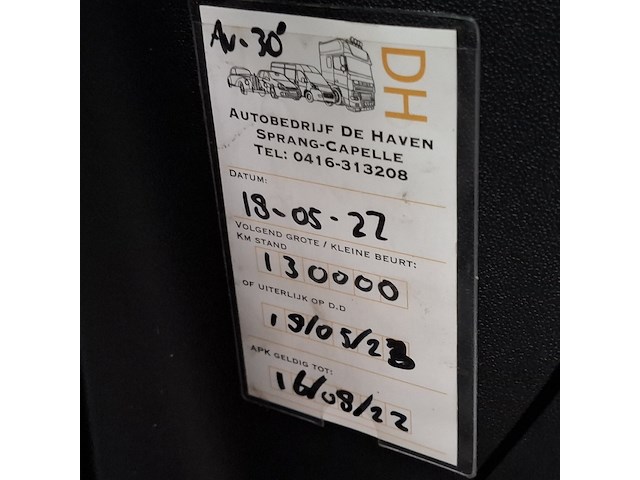 AV-30°
DH
AUTOBEDRIJF DE HAVEN
SPRANG-CAPELLE
TEL: 0416-313208
DATUM:
18-05-22
VOLGEND GROTE / KLEINE BEURT:
KM STAND
130000
OF UITERLIJK OP D.D
18/05/23
APK GELDIG TOT:
16/08/22